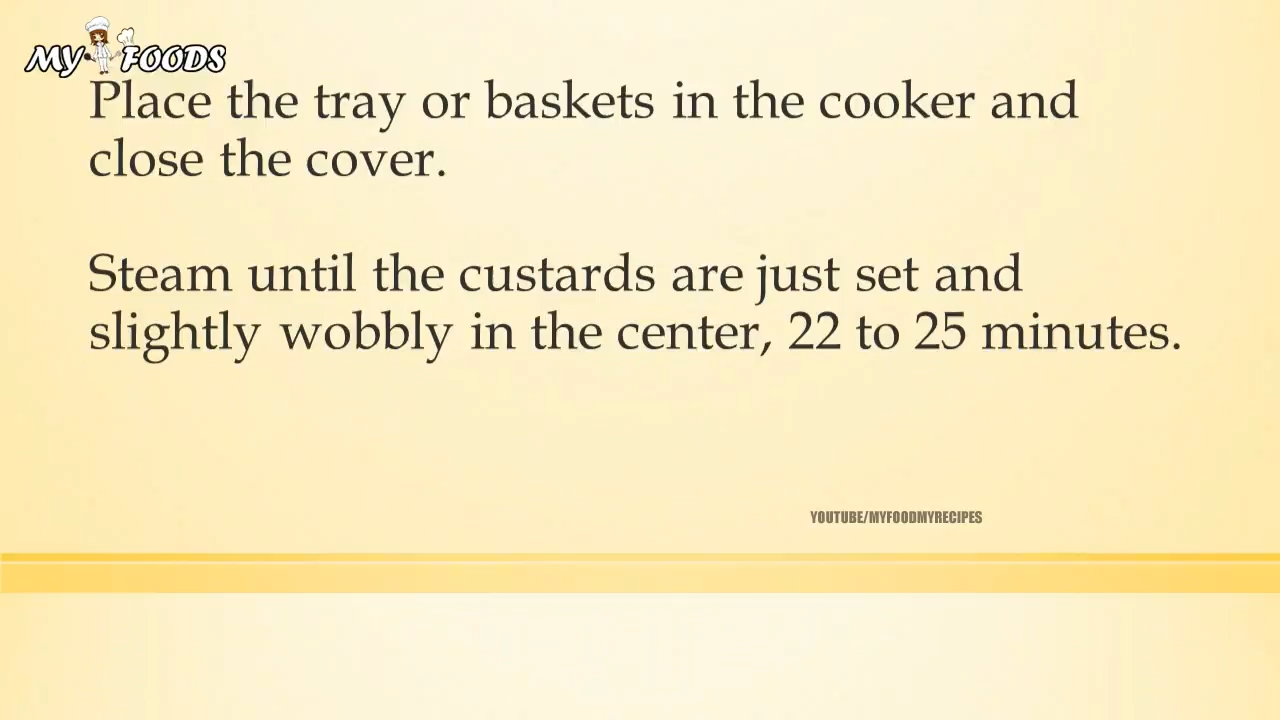 MY FOODS
Place the tray or baskets in the cooker and
close the cover.
Steam until the custards are just set and
slightly wobbly in the center, 22 to 25 minutes.
YOUTUBE/MYFOODMYRECIPES